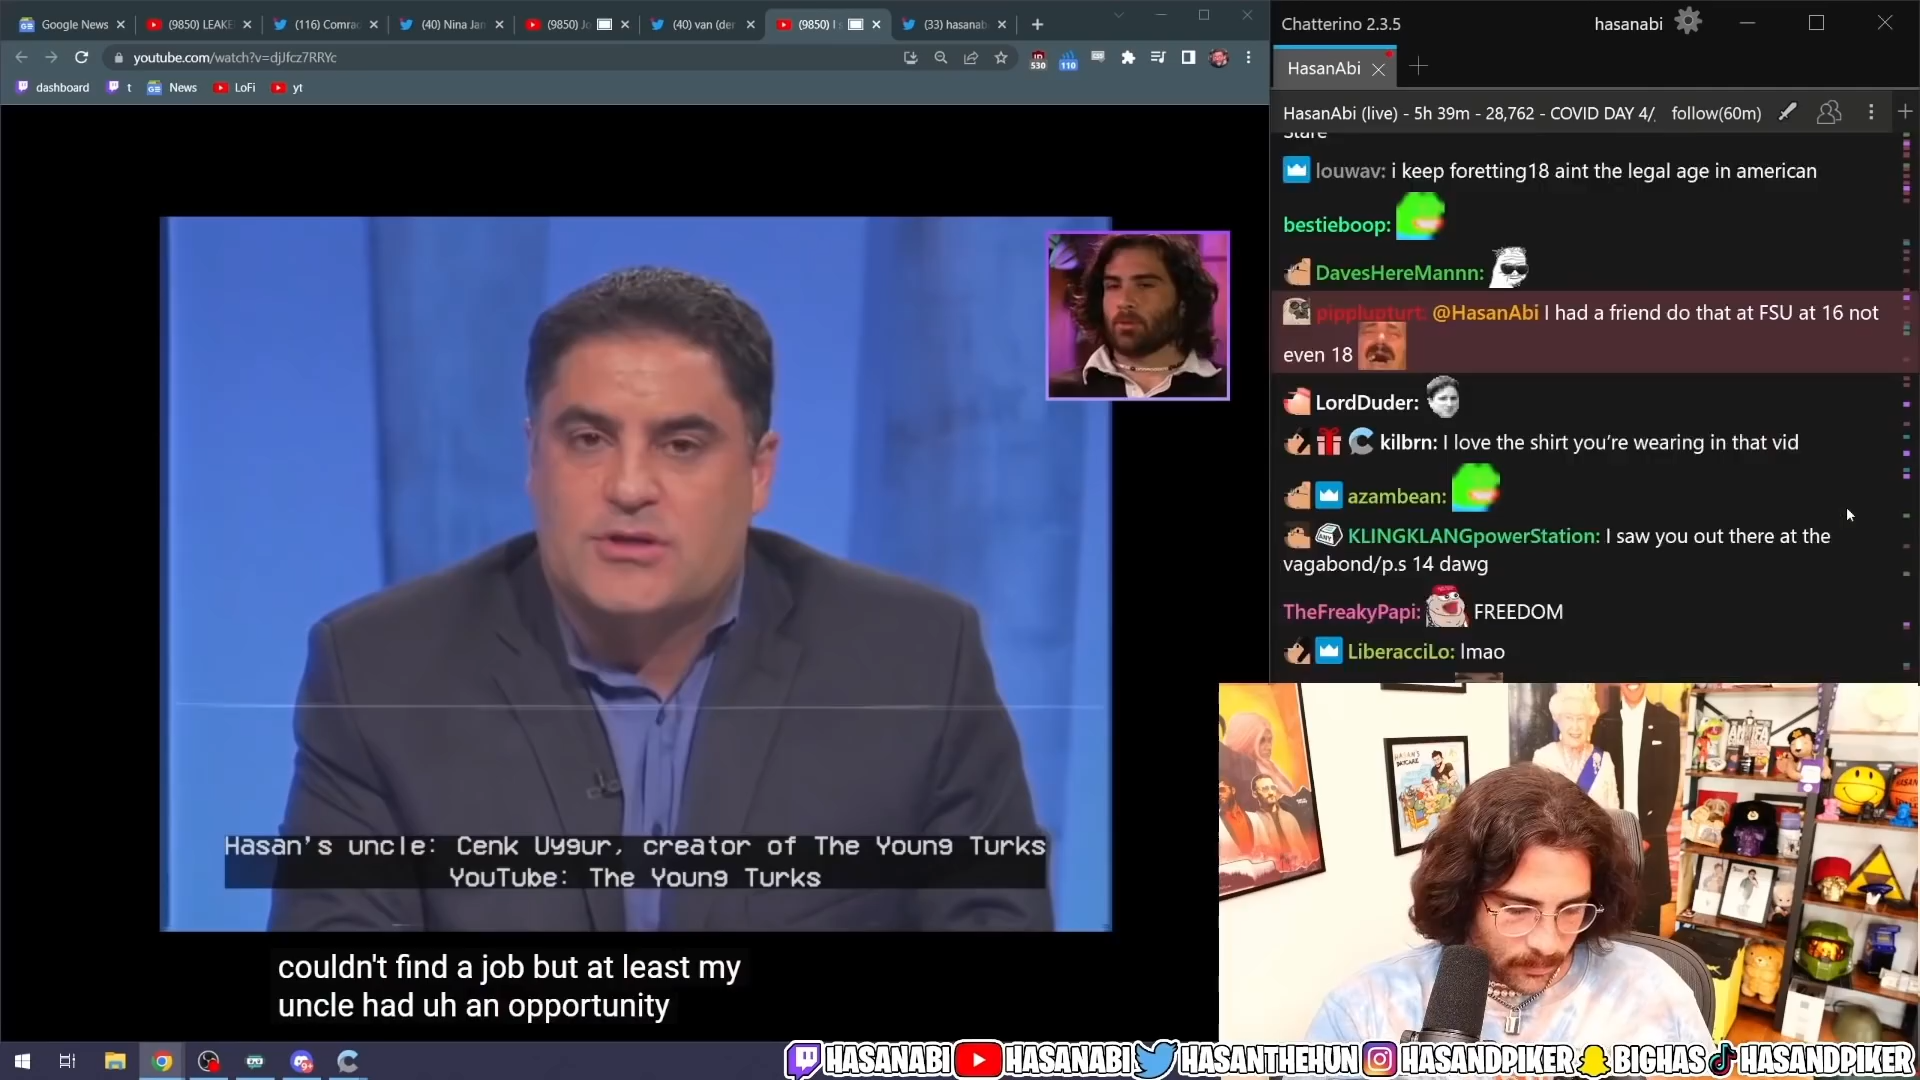 Google News
(9850) LEAKE
(116) Comrac
(40) Nina Jan
(9850) Jo
(40) van (der
(9850) I s
(33) hasanab
youtube.com/watch?v=djJfcz7RRYc
530
110
dashboard
t
News
LoFi
yt
Hasan's uncle: Cenk Uygur, creator of The Young Turks
YouTube: The Young Turks
couldn't find a job but at least my
uncle had uh an opportunity
Chatterino 2.3.5
hasanabi
HasanAbi
HasanAbi (live) - 5h 39m - 28,762 - COVID DAY 4/
follow(60m)
Stare
louwav: i keep foretting18 aint the legal age in american
bestieboop:
DavesHereMannn:
pipplupturt: @HasanAbi I had a friend do that at FSU at 16 not
even 18
LordDuder:
kilbrn: I love the shirt you’re wearing in that vid
azambean:
KLINGKLANGpowerStation: I saw you out there at the
vagabond/p.s 14 dawg
TheFreakyPapi: FREEDOM
LiberacciLo: lmao
HASANABI HASANABI HASANTHEHUN HASANDPIKER BIGHAS HASANDPIKER